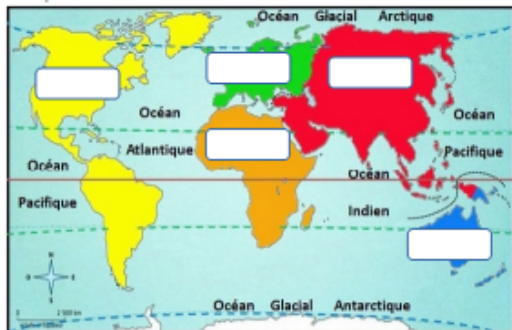 Océan Glacial Arctique
Océan
Atlantique
Océan
Pacifique
Océan
Pacifique
Océan
Indien
Océan Glacial Antarctique